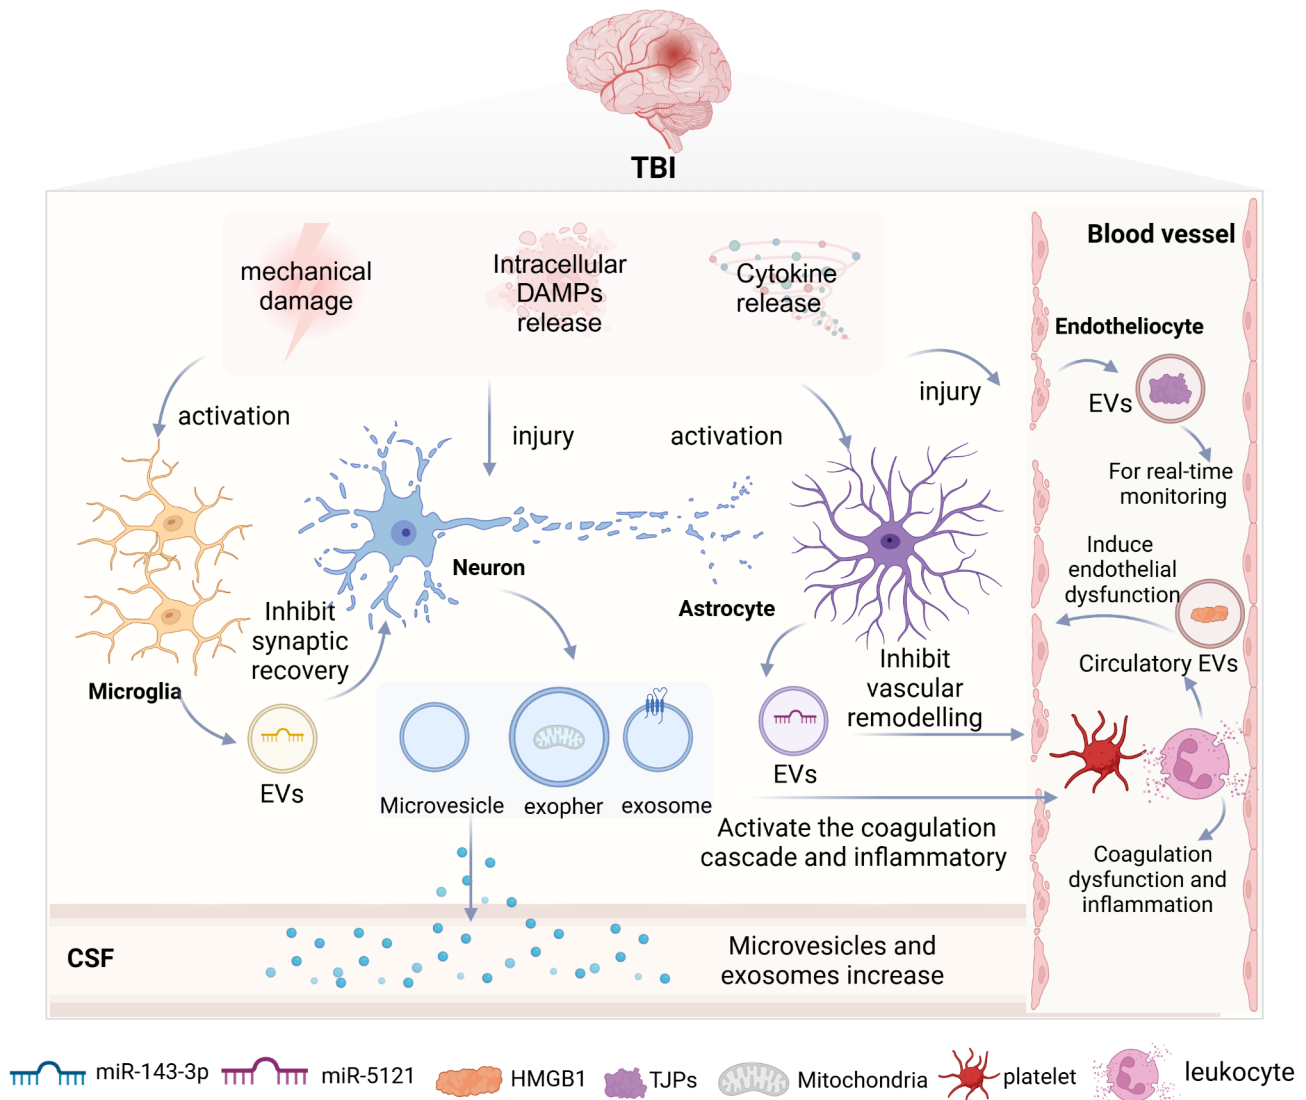 TBI
mechanical
damage
Intracellular
DAMPs
release
Cytokine
release
Blood vessel
Endotheliocyte
injury
EVs
activation
injury
activation
For real-time
monitoring
Induce
endothelial
dysfunction
Neuron
Inhibit
synaptic
recovery
Astrocyte
Microglia
Inhibit
vascular
remodelling
Circulatory EVs
EVs
EVs
Microvesicle
exopher
exosome
Activate the coagulation
cascade and inflammatory
Coagulation
dysfunction and
inflammation
CSF
Microvesicles and
exosomes increase
miR-143-3p
miR-5121
HMGB1
TJPs
Mitochondria
platelet
leukocyte